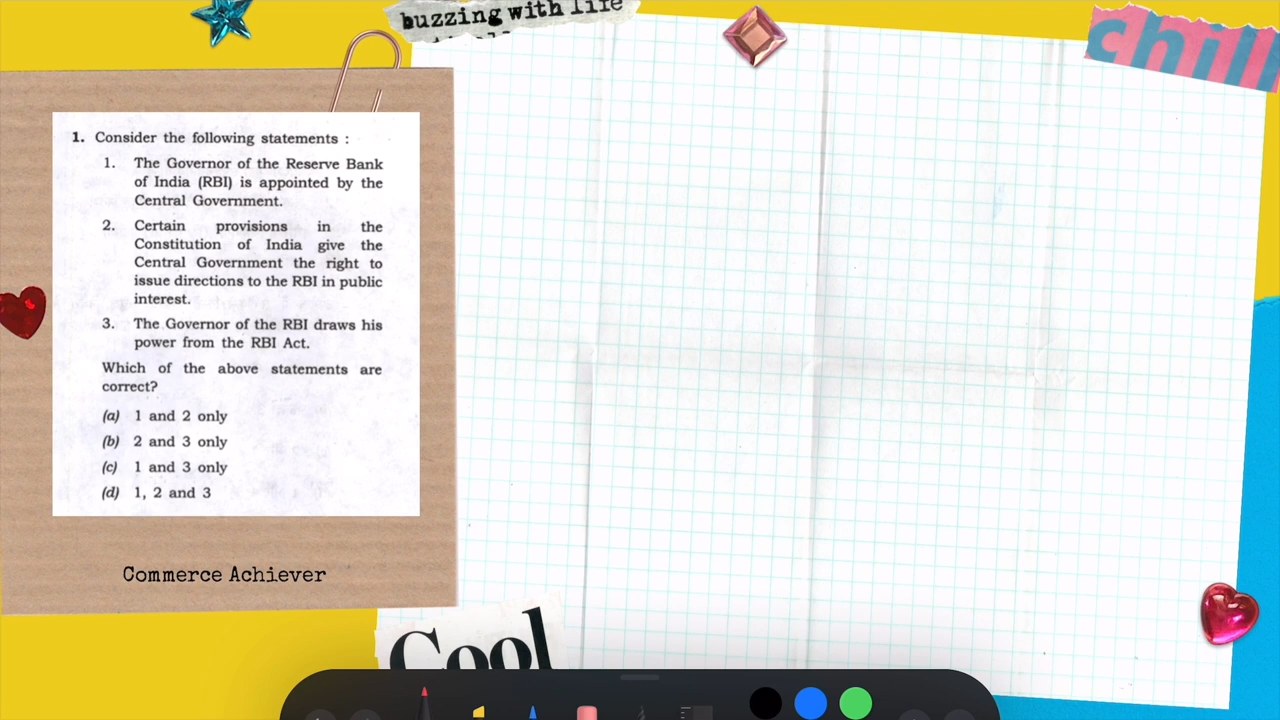 buzzing with life
chill
1. Consider the following statements :
1. The Governor of the Reserve Bank
of India (RBI) is appointed by the
Central Government.
2. Certain provisions in the
Constitution of India give the
Central Government the right to
issue directions to the RBI in public
interest.
3. The Governor of the RBI draws his
power from the RBI Act.
Which of the above statements are
correct?
(a) 1 and 2 only
(b) 2 and 3 only
(c) 1 and 3 only
(d) 1, 2 and 3
Commerce Achiever
Cool